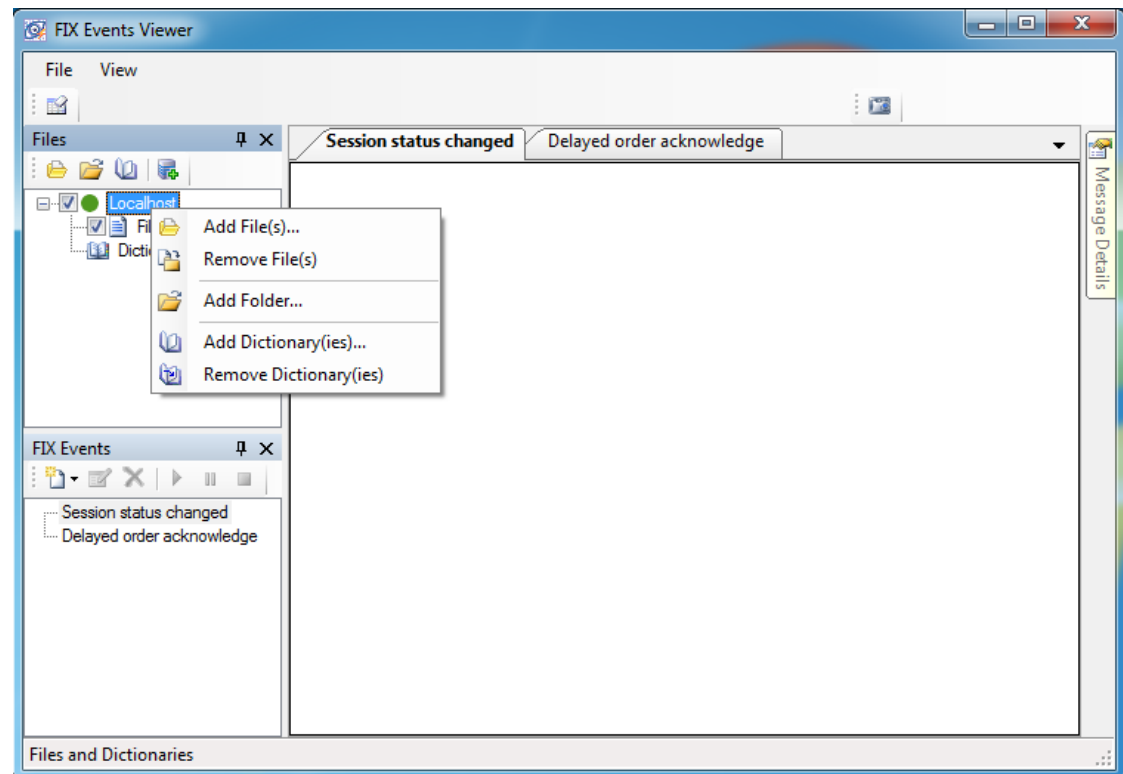 FIX Events Viewer
File View
Files
Session status changed
Delayed order acknowledge
Message Details
Localhost
Add File(s)...
Remove File(s)
Add Folder...
Add Dictionary(ies)...
Remove Dictionary(ies)
FIX Events
Session status changed
Delayed order acknowledge
Files and Dictionaries